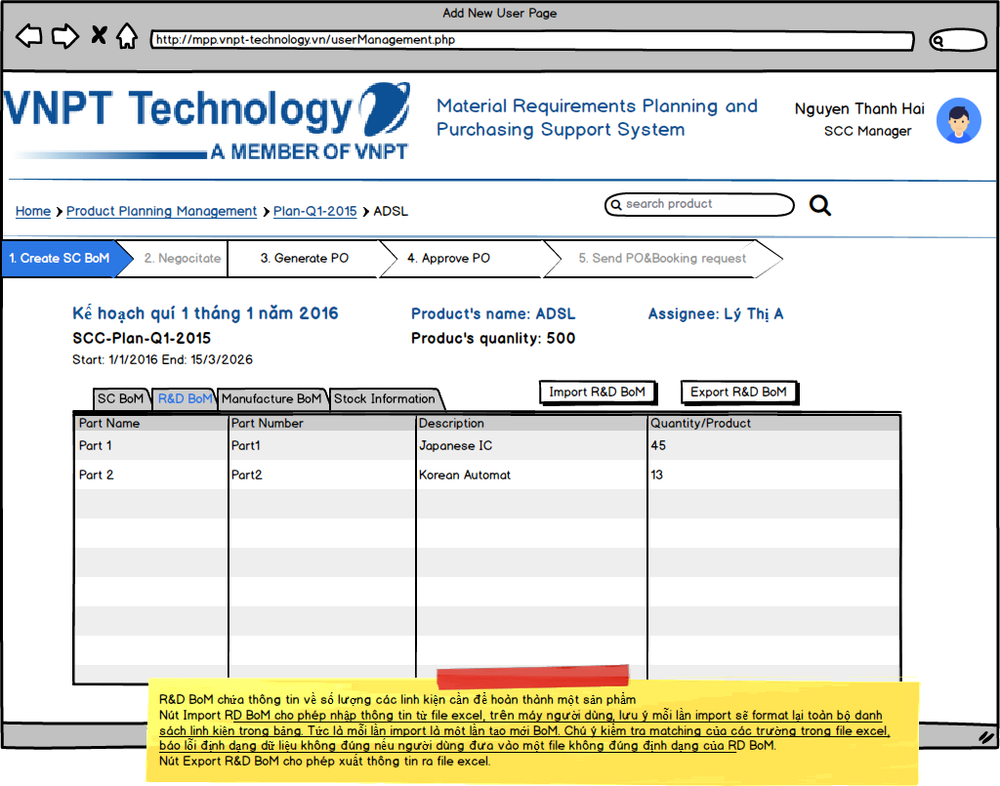 Add New User Page
http://mpp.vnpt-technology.vn/userManagement.php
VNPT Technology
A MEMBER OF VNPT
Material Requirements Planning and
Purchasing Support System
Nguyen Thanh Hai
SCC Manager
Home Product Planning Management Plan-Q1-2015 ADSL
search product
1. Create SC BoM 2. Negocitate 3. Generate PO 4. Approve PO 5. Send PO&Booking request
Kế hoạch quí 1 tháng 1 năm 2016 Product's name: ADSL Assignee: Lý Thị A
SCC-Plan-Q1-2015 Produc's quanlity: 500
Start: 1/1/2016 End: 15/3/2026
Import R&D BoM Export R&D BoM
SC BoM R&D BoM Manufacture BoM Stock Information
Part Name Part Number Description Quantity/Product
Part 1 Part1 Japanese IC 45
Part 2 Part2 Korean Automat 13
R&D BoM chứa thông tin về số lượng các linh kiện cần để hoàn thành một sản phẩm
Nút Import RD BoM cho phép nhập thông tin từ file excel, trên máy người dùng, lưu ý mỗi lần import sẽ format lại toàn bộ danh
sách linh kiện trong bảng. Tức là mỗi lần import là một lần tạo mới BoM. Chú ý kiểm tra matching của các trường trong file excel,
báo lỗi định dạng dữ liệu không đúng nếu người dùng đưa vào một file không đúng định dạng của RD BoM.
Nút Export R&D BoM cho phép xuất thông tin ra file excel.